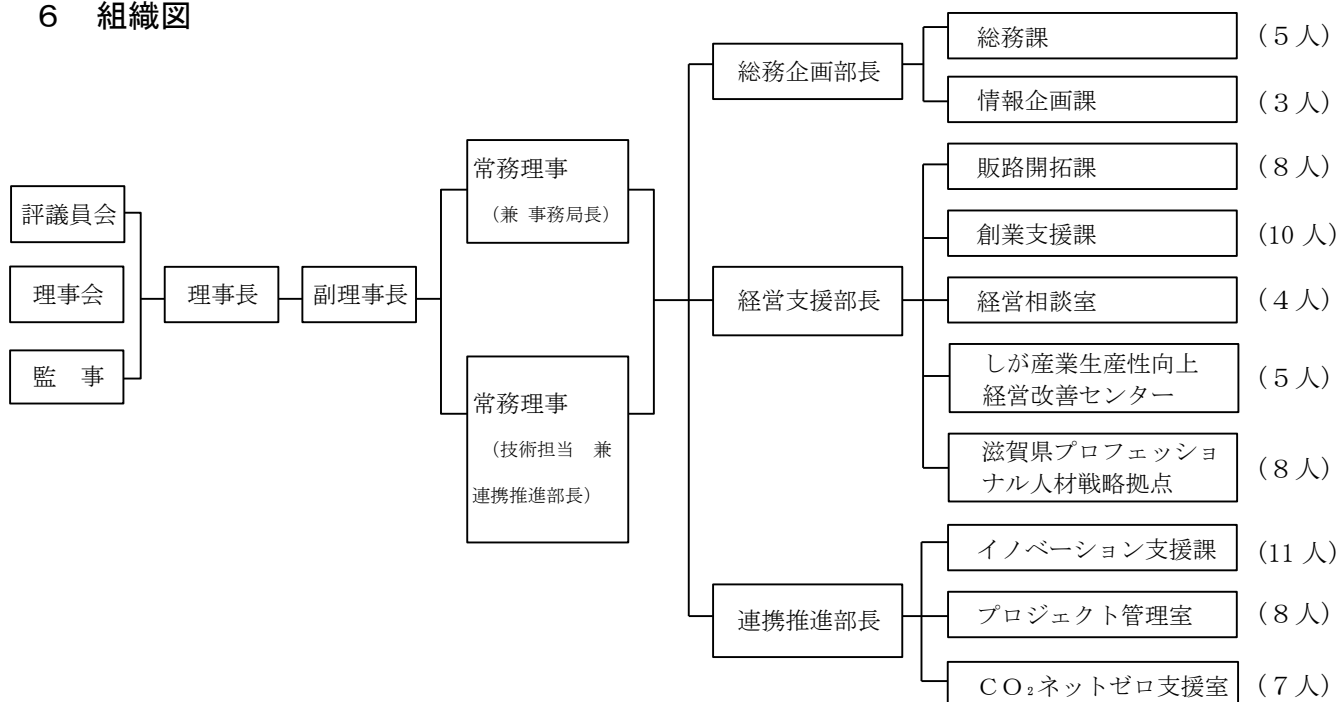 6　組織図
評議員会
理事会
監　事
理事長
副理事長
常務理事
（兼 事務局長）
常務理事
（技術担当　兼
連携推進部長）
総務企画部長
総務課
（５人）
情報企画課
（３人）
経営支援部長
販路開拓課
（８人）
創業支援課
（10 人）
経営相談室
（４人）
しが産業生産性向上
経営改善センター
（５人）
滋賀県プロフェッショ
ナル人材戦略拠点
（８人）
連携推進部長
イノベーション支援課
（11 人）
プロジェクト管理室
（８人）
ＣＯ₂ネットゼロ支援室
（７人）